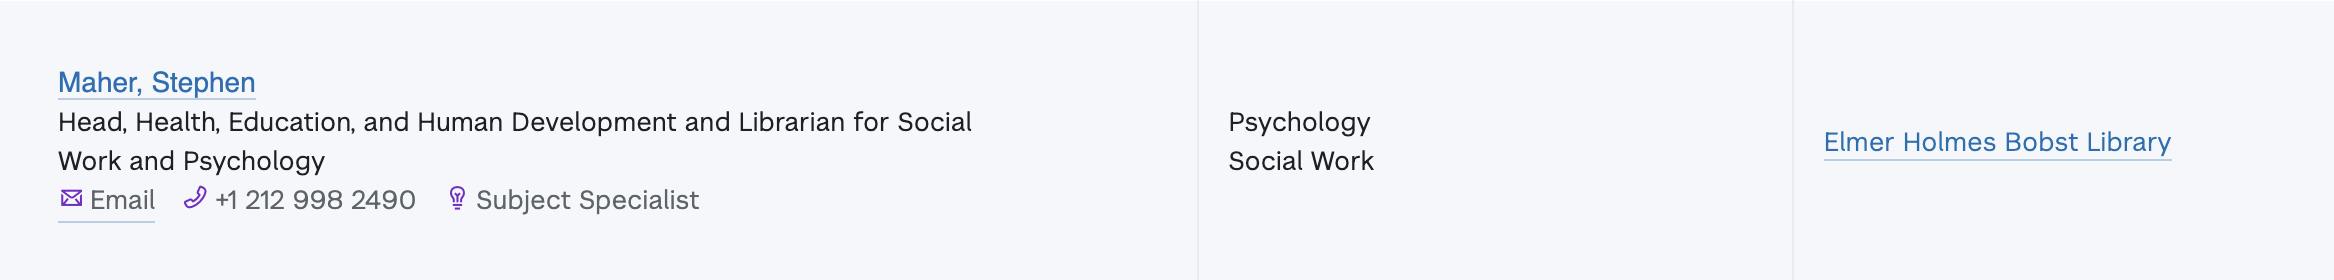 Maher, Stephen
Head, Health, Education, and Human Development and Librarian for Social
Work and Psychology
Email +1 212 998 2490 Subject Specialist
Psychology
Social Work
Elmer Holmes Bobst Library